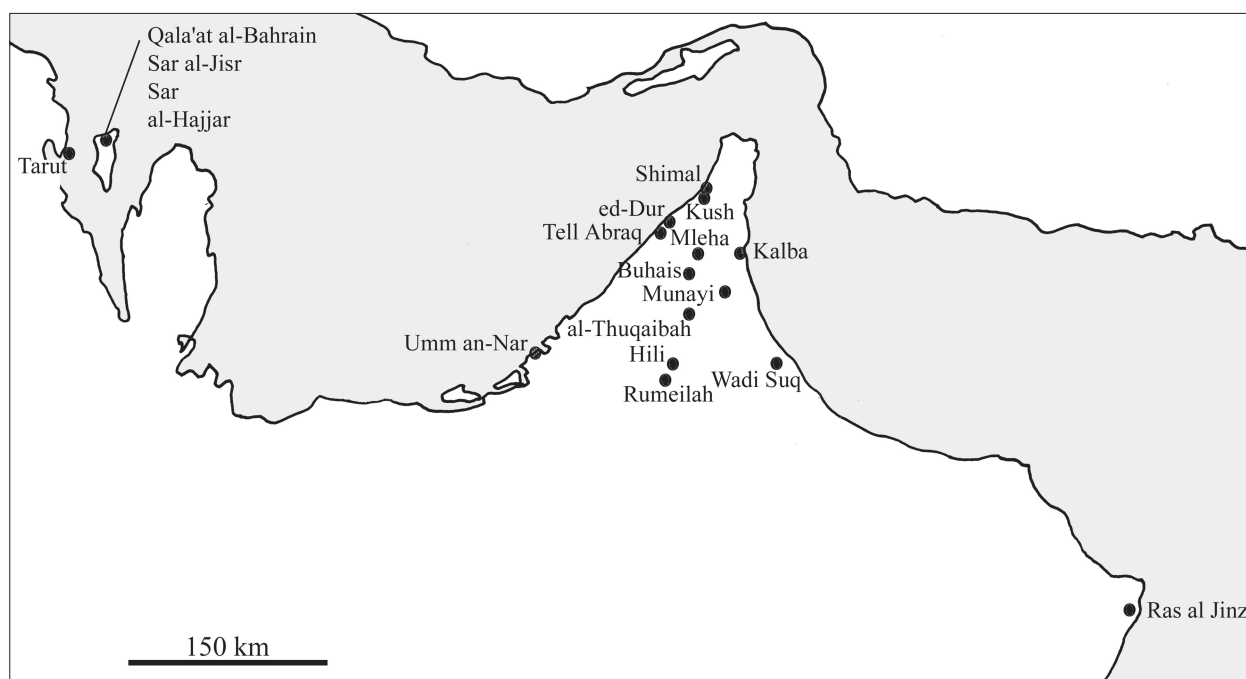 Qala'at al-Bahrain
Sar al-Jisr
Sar
al-Hajjar
Tarut
Shimal
Kush
ed-Dur
Tell Abraq
Mleha
Kalba
Buhais
Munayi
al-Thuqaibah
Umm an-Nar
Hili
Wadi Suq
Rumeilah
Ras al Jinz
150 km